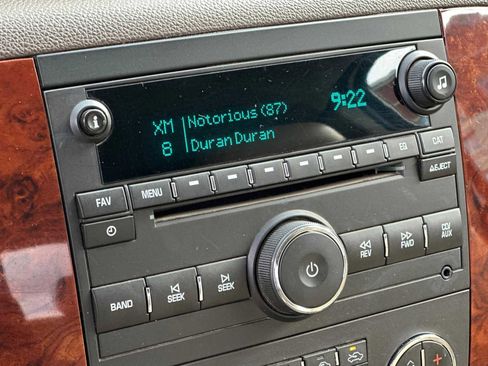 XM Notorious (87) 9:22
8 Duran Duran
MENU EQ CAT
FAV ▲EJECT
SEEK SEEK REV FWD CD/AUX
BAND